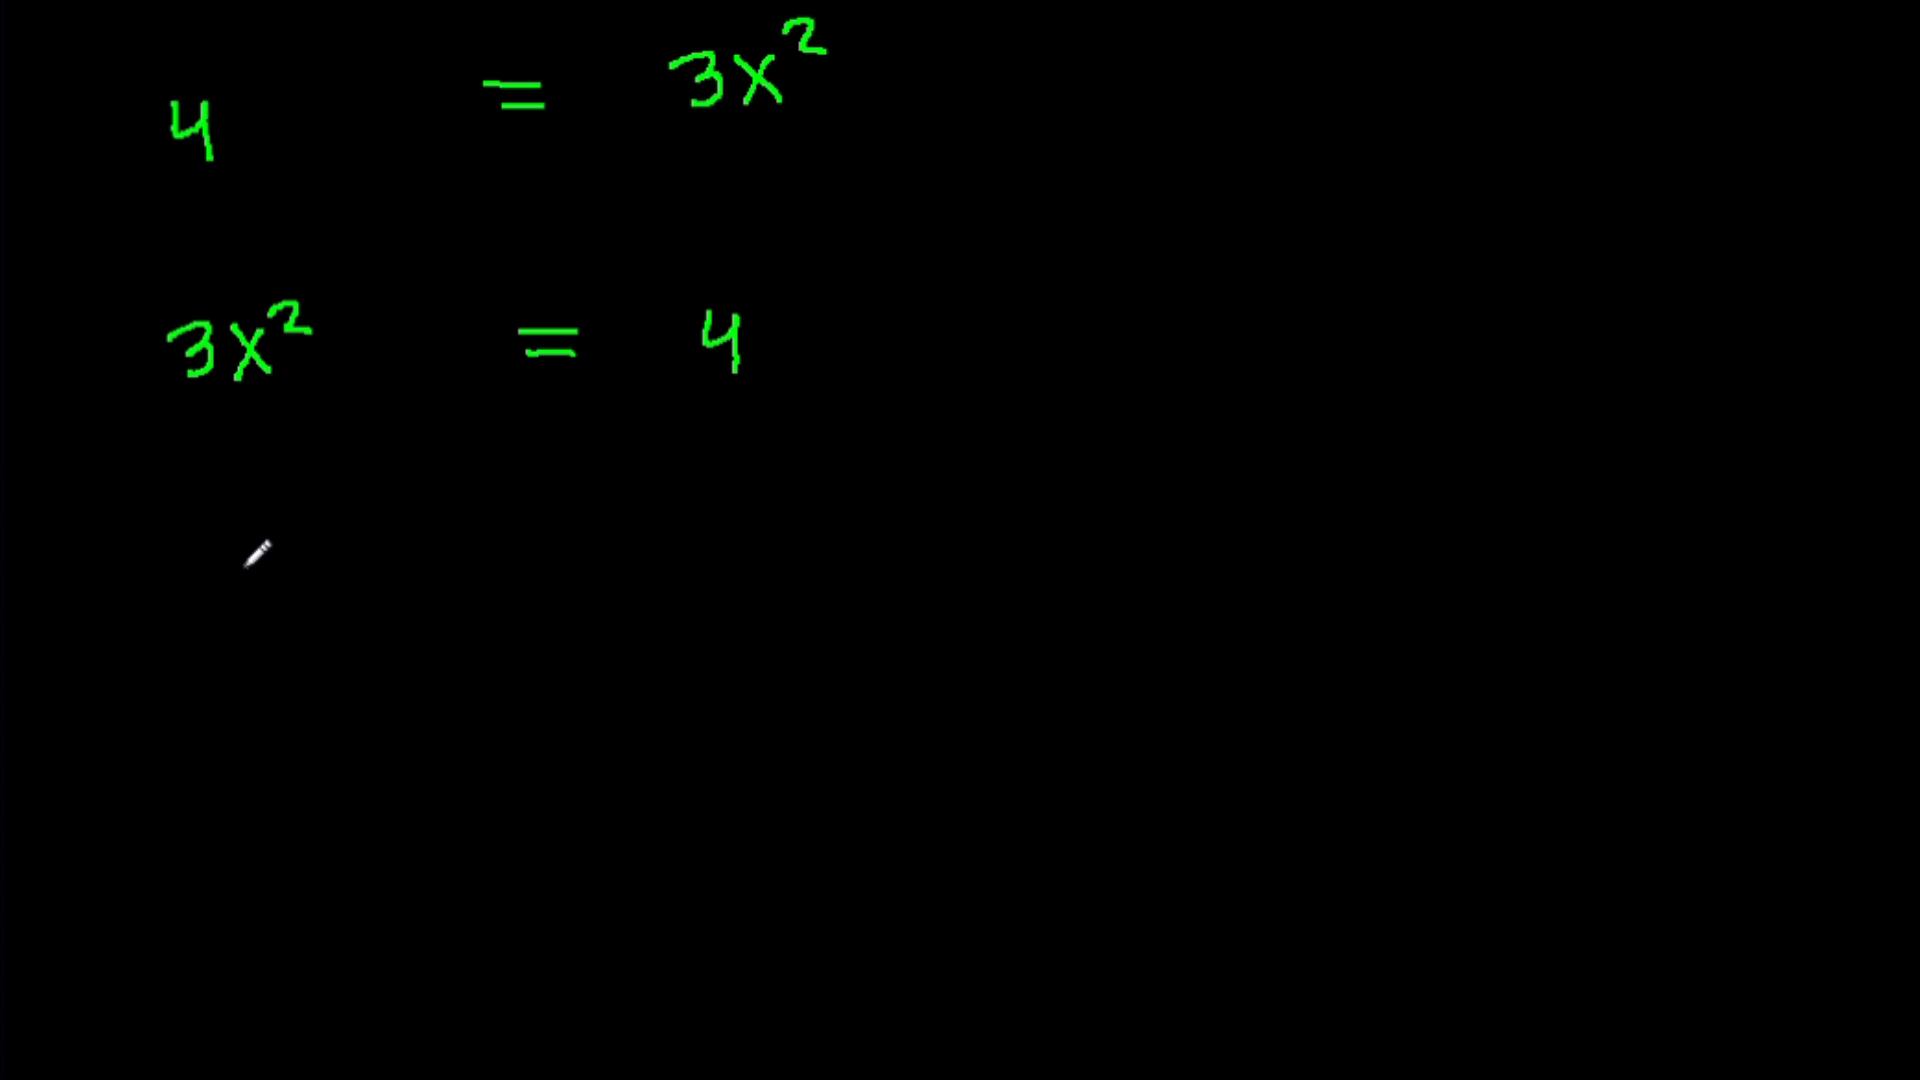 4 = 3x²
3x² = 4